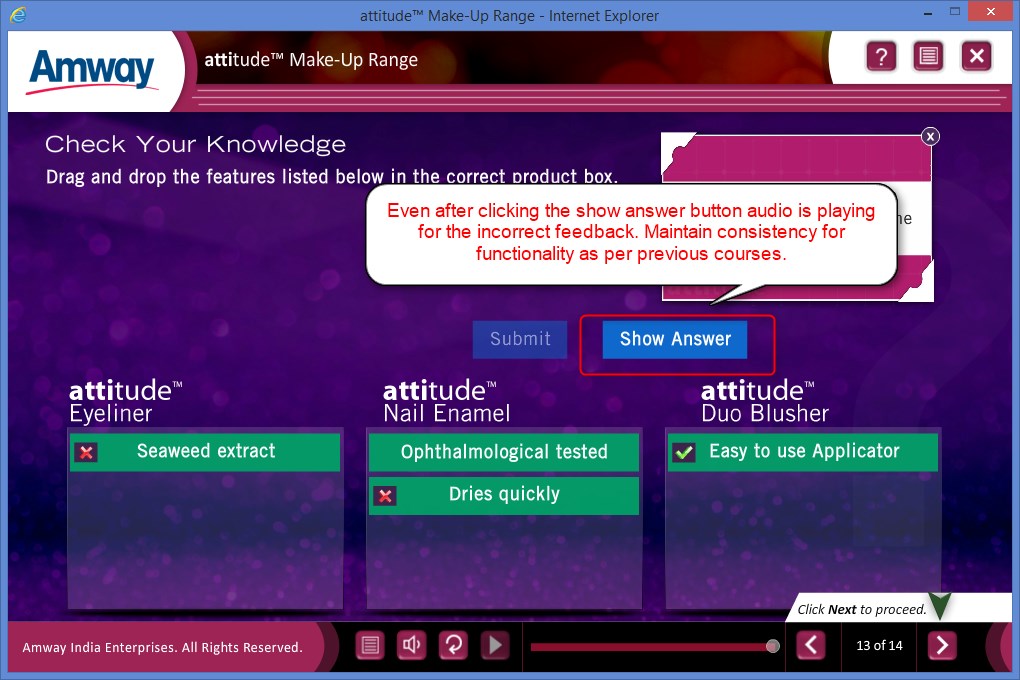 attitude™ Make-Up Range - Internet Explorer
Amway
attitude™ Make-Up Range
?
Check Your Knowledge
Drag and drop the features listed below in the correct product box.
X
Even after clicking the show answer button audio is playing
for the incorrect feedback. Maintain consistency for
functionality as per previous courses.
Submit
Show Answer
attitude™
Eyeliner
attitude™
Nail Enamel
attitude™
Duo Blusher
Seaweed extract
Ophthalmological tested
Easy to use Applicator
Dries quickly
Click Next to proceed.
Amway India Enterprises. All Rights Reserved.
13 of 14